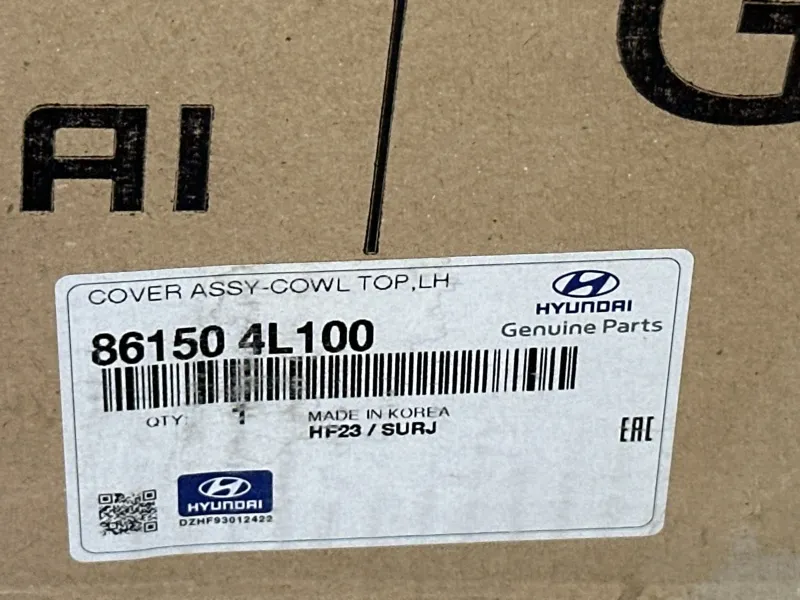 AI
G
COVER ASSY-COWL TOP,LH
86150 4L100
HYUNDAI
Genuine Parts
QTY: 1
MADE IN KOREA
HF23 / SURJ
EAC
HYUNDAI
DZHF93012422